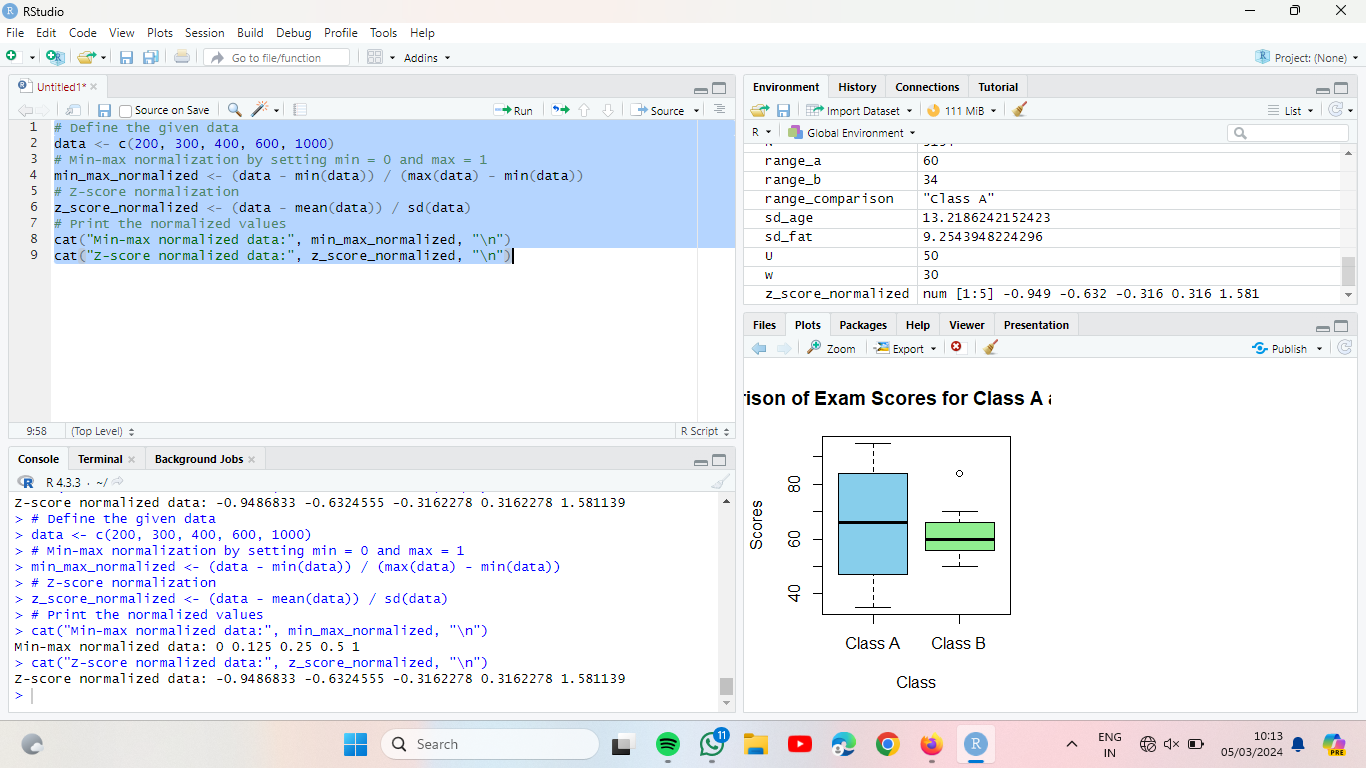 RStudio
File Edit Code View Plots Session Build Debug Profile Tools Help
Go to file/function Addins Project: (None)
Untitled1*
Source on Save Run Source
1 # Define the given data
2 data <- c(200, 300, 400, 600, 1000)
3 # Min-max normalization by setting min = 0 and max = 1
4 min_max_normalized <- (data - min(data)) / (max(data) - min(data))
5 # Z-score normalization
6 z_score_normalized <- (data - mean(data)) / sd(data)
7 # Print the normalized values
8 cat("Min-max normalized data:", min_max_normalized, "\n")
9 cat("Z-score normalized data:", z_score_normalized, "\n")
9:58 (Top Level) R Script
Console Terminal Background Jobs
R 4.3.3 · ~/
Z-score normalized data: -0.9486833 -0.6324555 -0.3162278 0.3162278 1.581139
> # Define the given data
> data <- c(200, 300, 400, 600, 1000)
> # Min-max normalization by setting min = 0 and max = 1
> min_max_normalized <- (data - min(data)) / (max(data) - min(data))
> # Z-score normalization
> z_score_normalized <- (data - mean(data)) / sd(data)
> # Print the normalized values
> cat("Min-max normalized data:", min_max_normalized, "\n")
Min-max normalized data: 0 0.125 0.25 0.5 1
> cat("Z-score normalized data:", z_score_normalized, "\n")
Z-score normalized data: -0.9486833 -0.6324555 -0.3162278 0.3162278 1.581139
>
Environment History Connections Tutorial
Import Dataset 111 MiB List
R Global Environment
range_a 60
range_b 34
range_comparison "Class A"
sd_age 13.2186242152423
sd_fat 9.2543948224296
U 50
w 30
z_score_normalized num [1:5] -0.949 -0.632 -0.316 0.316 1.581
Files Plots Packages Help Viewer Presentation
Zoom Export Publish
ison of Exam Scores for Class A
Scores
80
60
40
Class A Class B
Class
Search 11 ENG
IN
10:13
05/03/2024
PRE